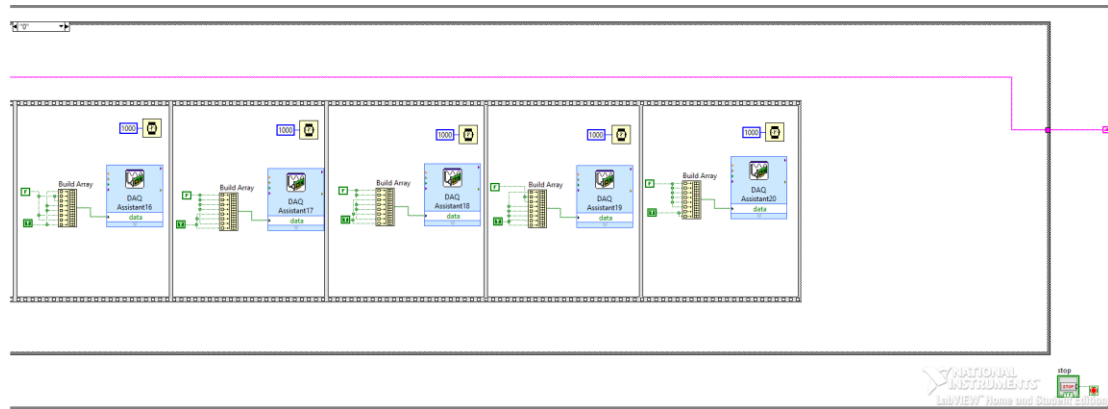 "0"
1000
1000
1000
1000
1000
Build Array
DAQ
Assistant16
data
Build Array
DAQ
Assistant17
data
Build Array
DAQ
Assistant18
data
Build Array
DAQ
Assistant19
data
Build Array
DAQ
Assistant20
data
F
F
F
F
F
stop
STOP
TF
NATIONAL
INSTRUMENTS
LabVIEW™ Home and Student Edition